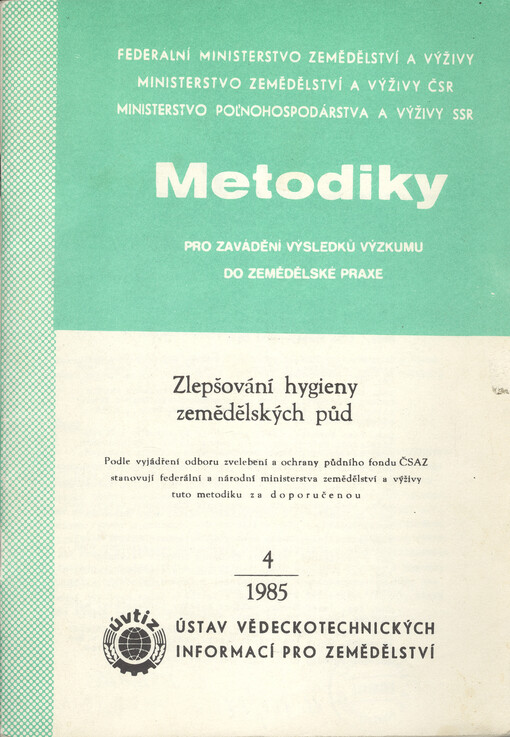 FEDERALNÍ MINISTERSTVO ZEMĚDĚLSTVÍ A VÝŽIVY
MINISTERSTVO ZEMĚDĚLSTVÍ A VÝŽIVY ČSR
MINISTERSTVO POĽNOHOSPODÁRSTVA A VÝŽIVY SSR
Metodiky
PRO ZAVÁDĚNÍ VÝSLEDKŮ VÝZKUMU
DO ZEMĚDĚLSKÉ PRAXE
Zlepšování hygieny
zemědělských půd
Podle vyjádření odboru zvelebení a ochrany půdního fondu ČSAZ
stanovují federální a národní ministerstva zemědělství a výživy
tuto metodiku za doporučenou
4
1985
úvtiz
ÚSTAV VĚDECKOTECHNICKÝCH
INFORMACÍ PRO ZEMĚDĚLSTVÍ